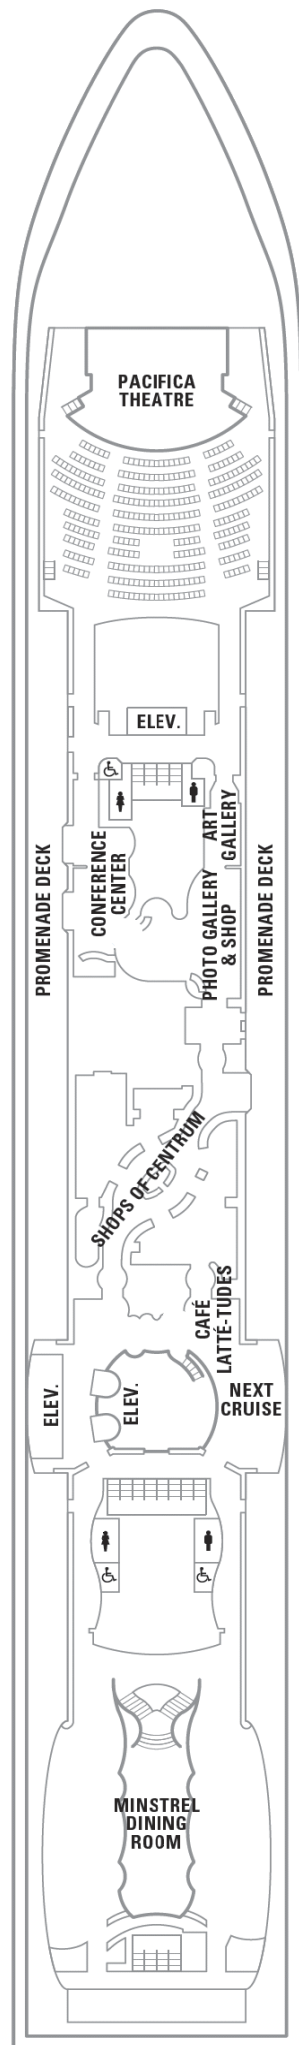 PACIFICA
THEATRE
ELEV.
CONFERENCE
CENTER
ART
GALLERY
PHOTO GALLERY
& SHOP
PROMENADE DECK
PROMENADE DECK
SHOPS OF CENTRUM
CAFÉ
LATTÉ-TUDES
ELEV.
ELEV.
NEXT
CRUISE
MINSTREL
DINING
ROOM